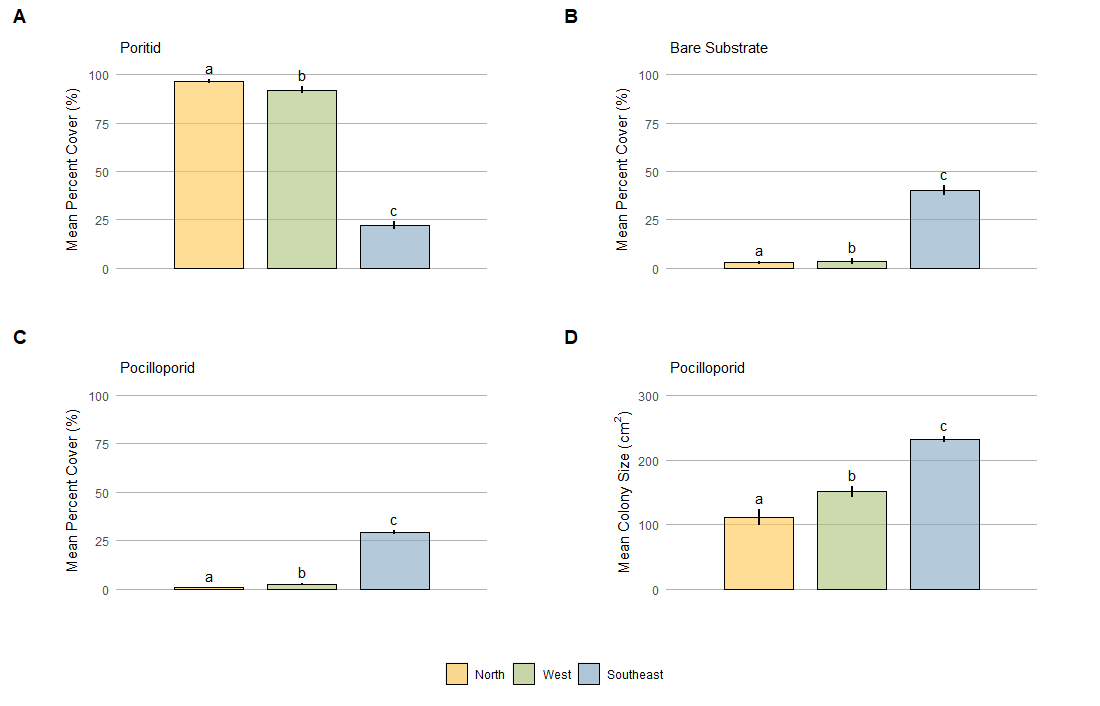 A
Poritid
Mean Percent Cover (%)
100
75
50
25
0
a
b
c
B
Bare Substrate
Mean Percent Cover (%)
100
75
50
25
0
a
b
c
C
Pocilloporid
Mean Percent Cover (%)
100
75
50
25
0
a
b
c
D
Pocilloporid
Mean Colony Size (cm²)
300
200
100
0
a
b
c
North West Southeast